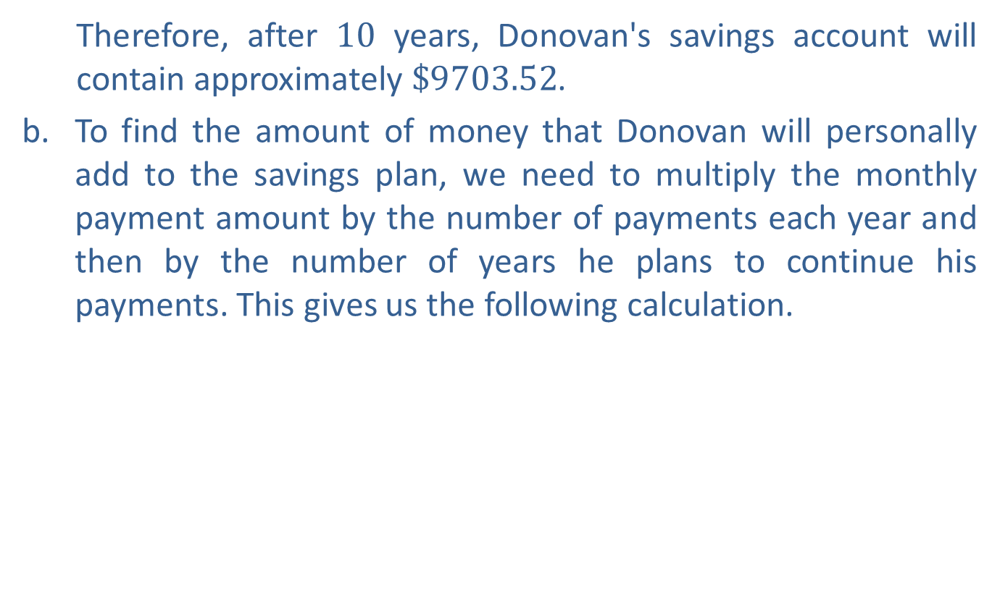 Therefore, after 10 years, Donovan's savings account will
contain approximately $9703.52.
b. To find the amount of money that Donovan will personally
add to the savings plan, we need to multiply the monthly
payment amount by the number of payments each year and
then by the number of years he plans to continue his
payments. This gives us the following calculation.